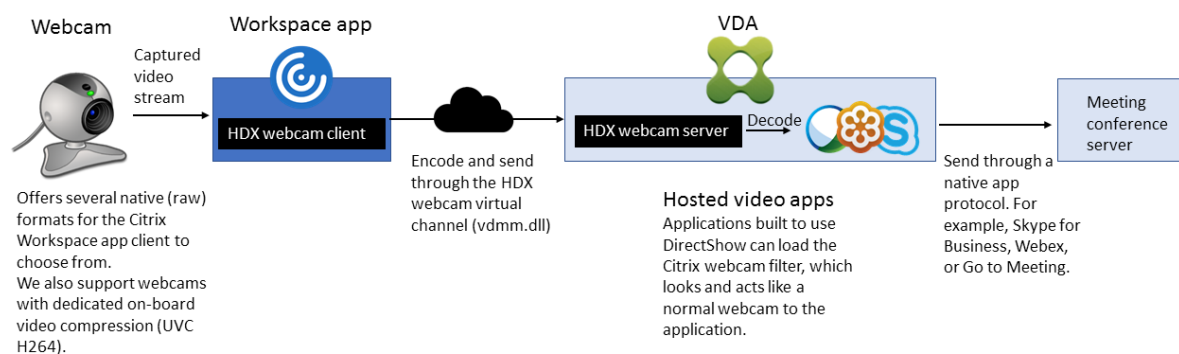 Webcam
Captured
video
stream
Offers several native (raw)
formats for the Citrix
Workspace app client to
choose from.
We also support webcams
with dedicated on-board
video compression (UVC
H264).
Workspace app
HDX webcam client
Encode and send
through the HDX
webcam virtual
channel (vdmm.dll)
VDA
HDX webcam server
Decode
S
Hosted video apps
Applications built to use
DirectShow can load the
Citrix webcam filter, which
looks and acts like a
normal webcam to the
application.
Send through a
native app
protocol. For
example, Skype for
Business, Webex,
or Go to Meeting.
Meeting
conference
server